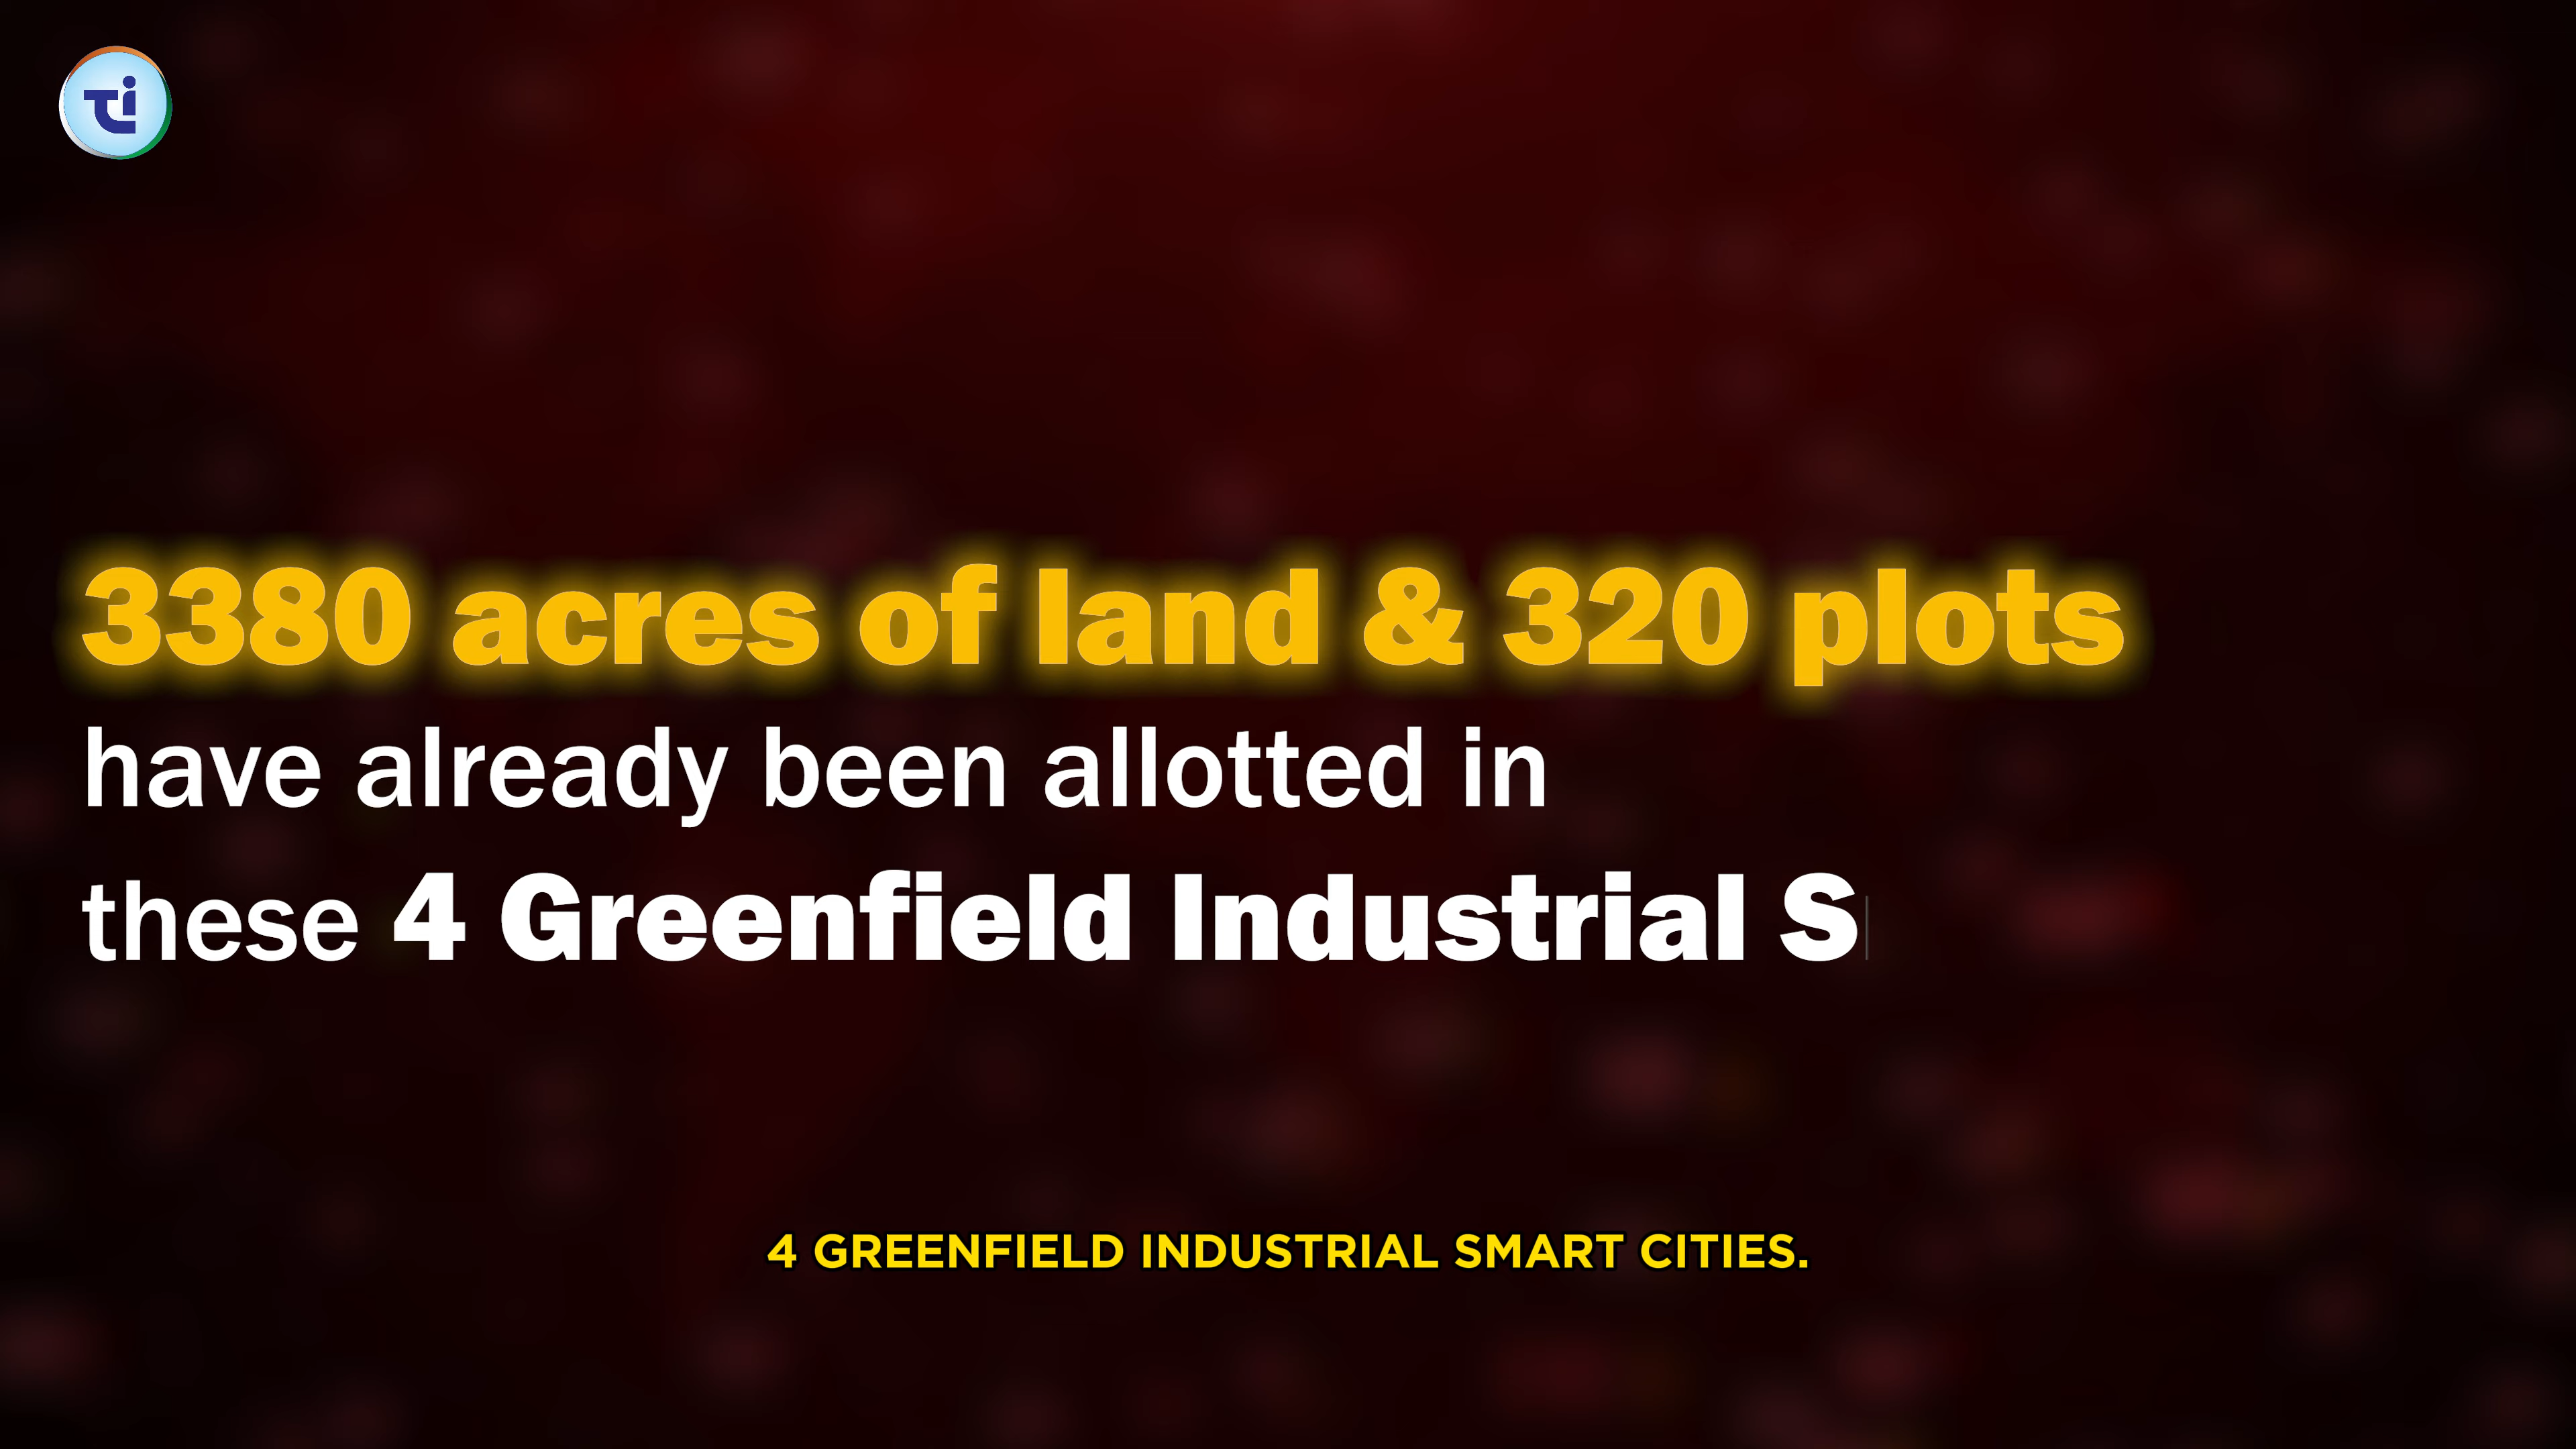 Ti
3380 acres of land & 320 plots
have already been allotted in
these 4 Greenfield Industrial S
4 GREENFIELD INDUSTRIAL SMART CITIES.